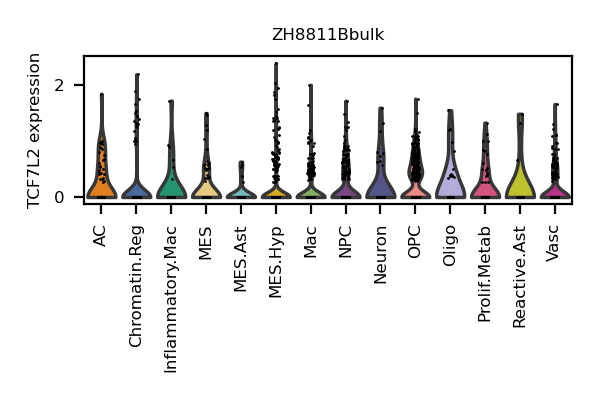 ZH8811Bbulk
TCF7L2 expression
2
0
AC
Chromatin.Reg
Inflammatory.Mac
MES
MES.Ast
MES.Hyp
Mac
NPC
Neuron
OPC
Oligo
Prolif.Metab
Reactive.Ast
Vasc